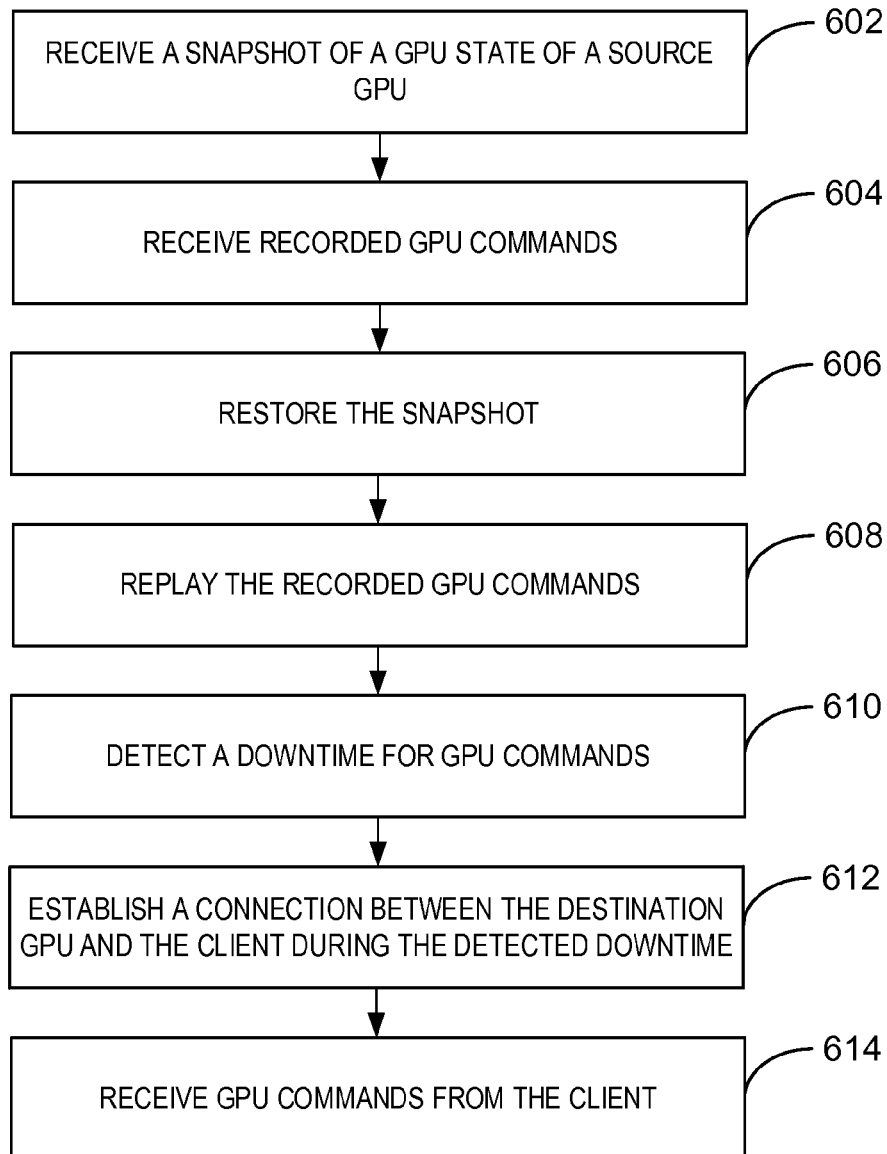 RECEIVE A SNAPSHOT OF A GPU STATE OF A SOURCE
GPU
602
RECEIVE RECORDED GPU COMMANDS
604
RESTORE THE SNAPSHOT
606
REPLAY THE RECORDED GPU COMMANDS
608
DETECT A DOWNTIME FOR GPU COMMANDS
610
ESTABLISH A CONNECTION BETWEEN THE DESTINATION
GPU AND THE CLIENT DURING THE DETECTED DOWNTIME
612
RECEIVE GPU COMMANDS FROM THE CLIENT
614